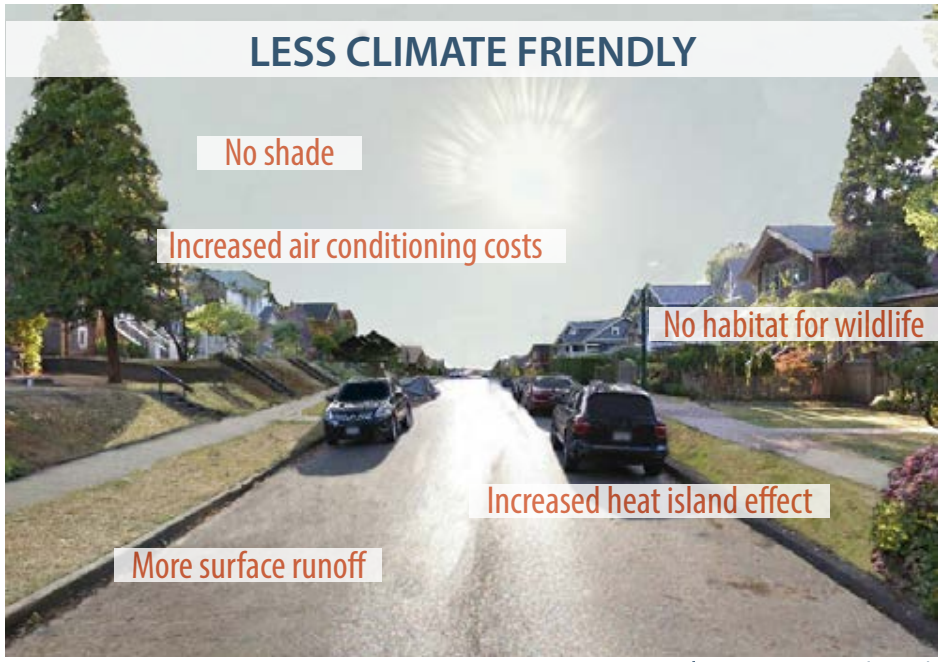 LESS CLIMATE FRIENDLY
No shade
Increased air conditioning costs
No habitat for wildlife
Increased heat island effect
More surface runoff